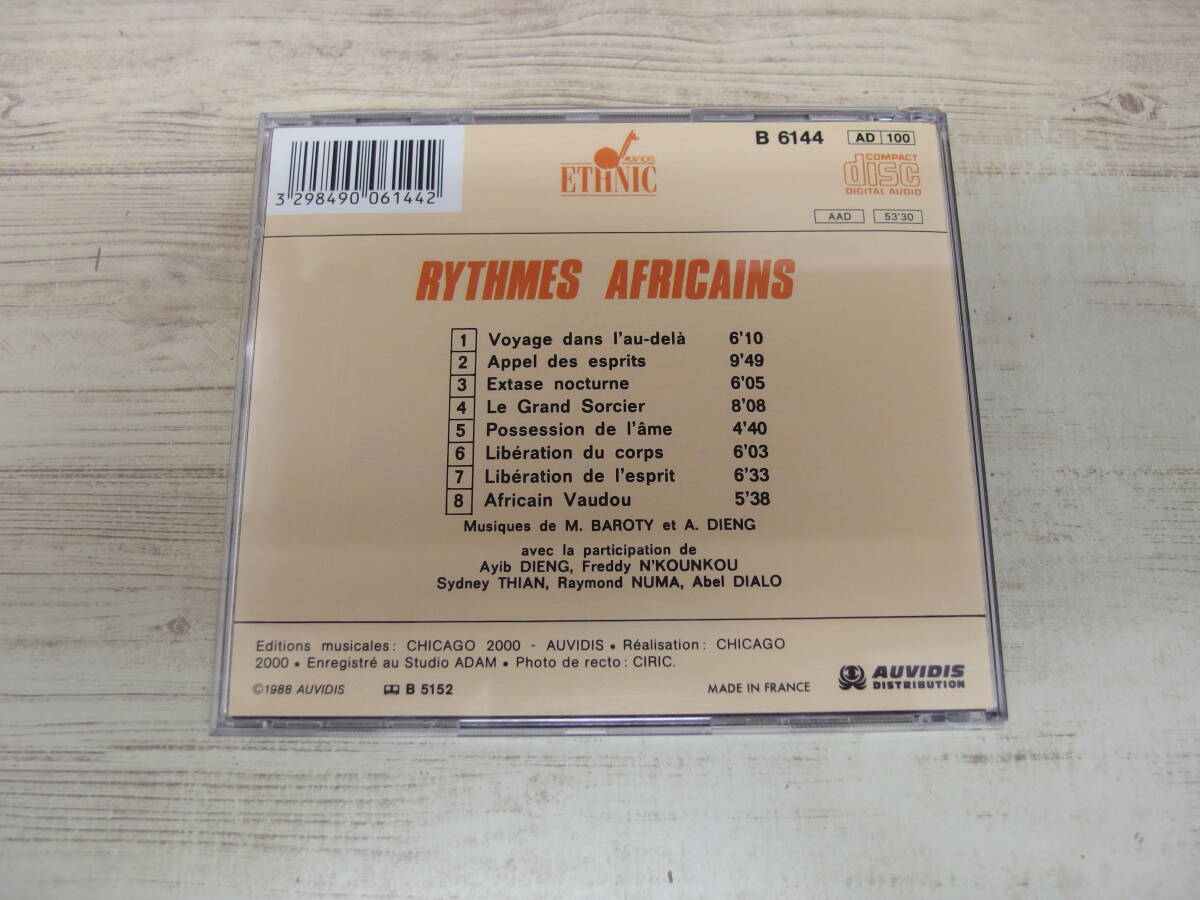 3 298490 061442
AUVIDIS
ETHNIC
B 6144
AD 100
COMPACT
disc
DIGITAL AUDIO
AAD 53'30
RYTHMES AFRICAINS
1 Voyage dans l'au-delà 6'10
2 Appel des esprits 9'49
3 Extase nocturne 6'05
4 Le Grand Sorcier 8'08
5 Possession de l'âme 4'40
6 Libération du corps 6'03
7 Libération de l'esprit 6'33
8 Africain Vaudou 5'38
Musiques de M. BAROTY et A. DIENG
avec la participation de
Ayib DIENG, Freddy N'KOUNKOU
Sydney THIAN, Raymond NUMA, Abel DIALO
Editions musicales : CHICAGO 2000 - AUVIDIS • Réalisation : CHICAGO
2000 • Enregistré au Studio ADAM • Photo de recto : CIRIC.
©1988 AUVIDIS B 5152 MADE IN FRANCE
AUVIDIS
DISTRIBUTION